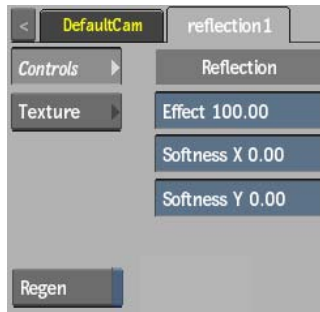 < DefaultCam reflection1
Controls Reflection
Texture Effect 100.00
Softness X 0.00
Softness Y 0.00
Regen